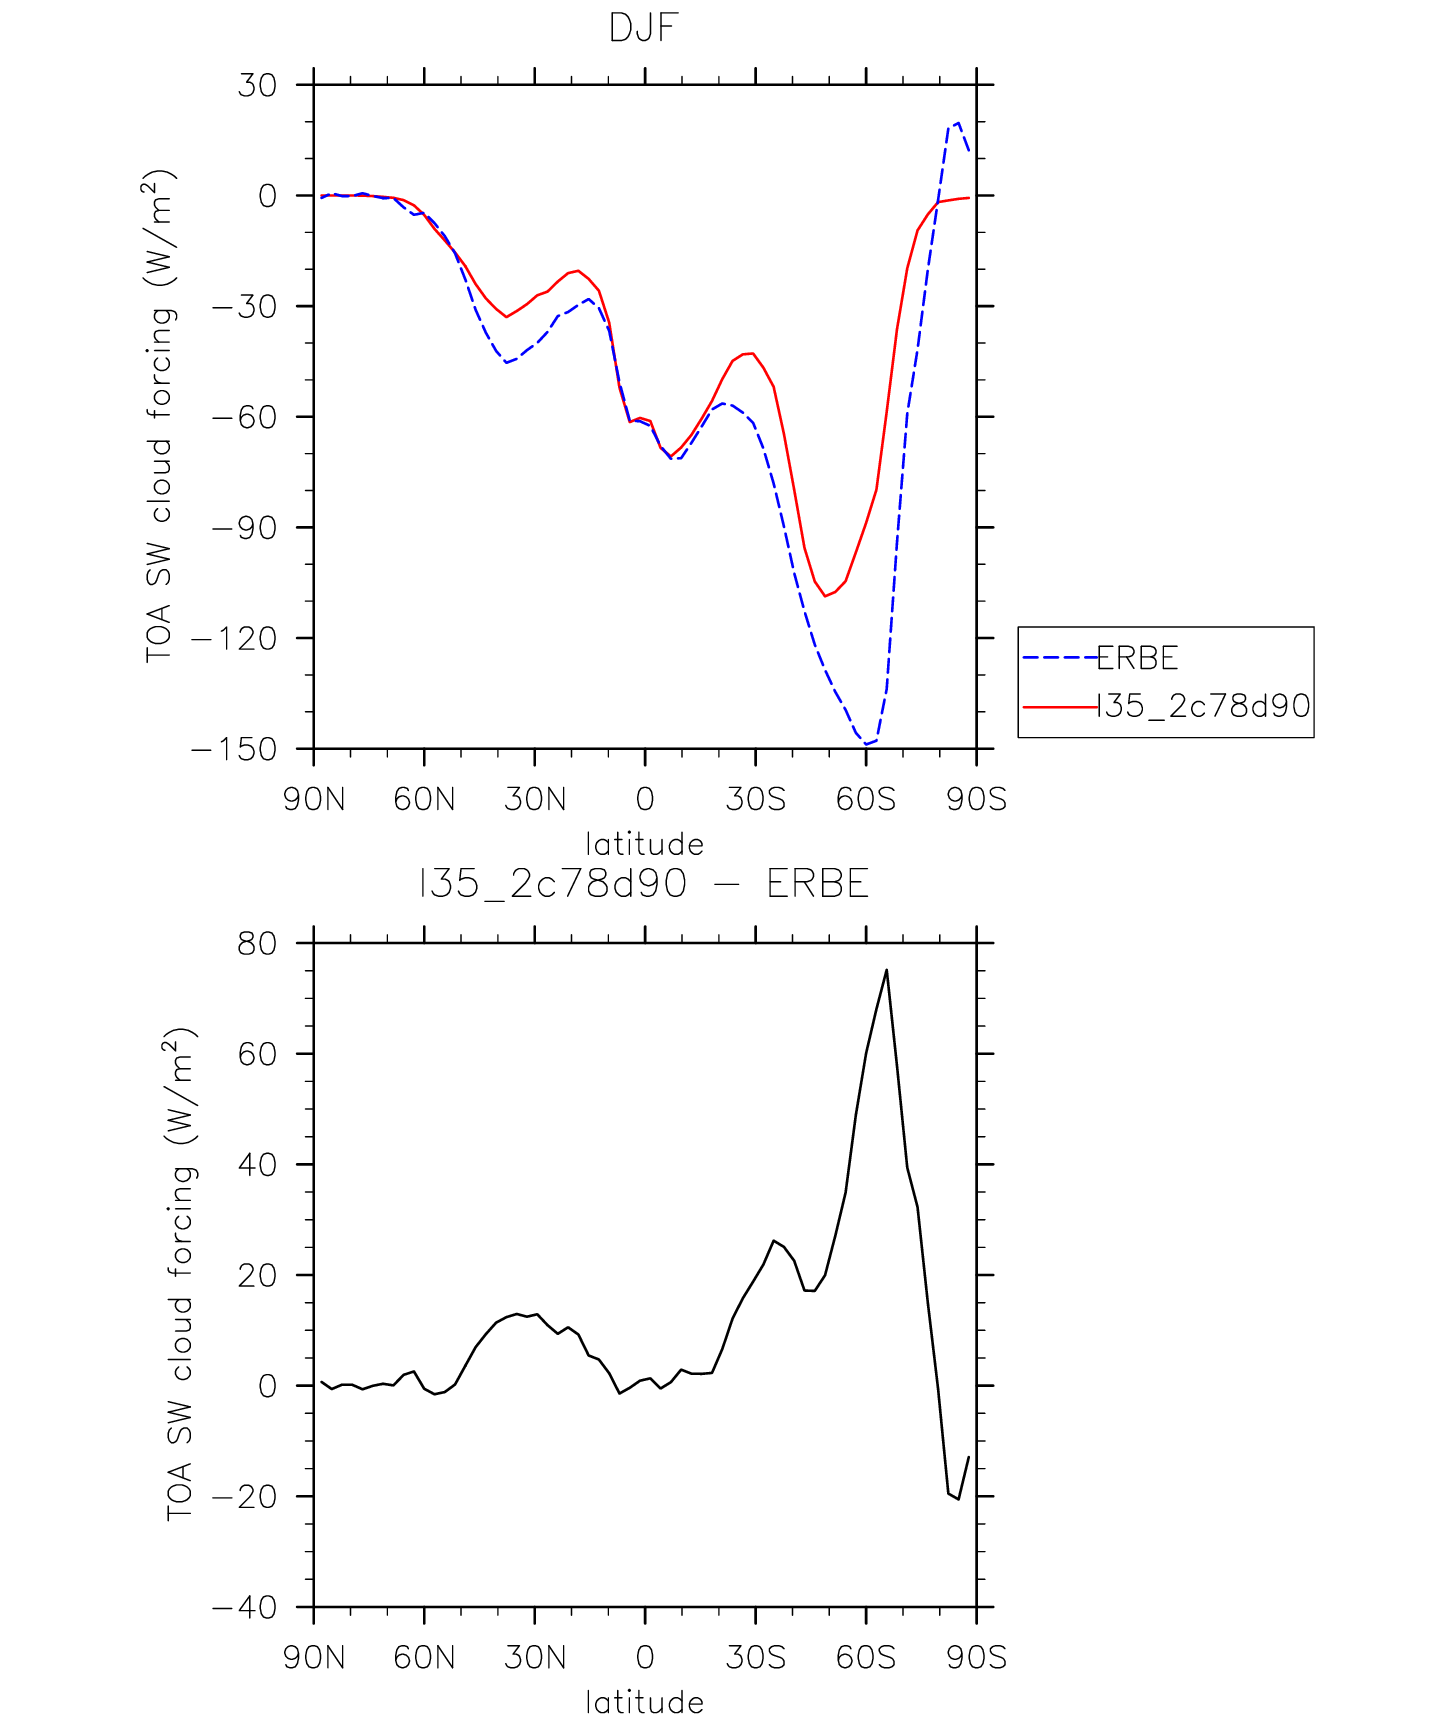 DJF
TOA SW cloud forcing (W/m²)
30
0
−30
−60
−90
−120
−150
90N 60N 30N 0 30S 60S 90S
latitude
ERBE
I35_2c78d90
I35_2c78d90 − ERBE
TOA SW cloud forcing (W/m²)
80
60
40
20
0
−20
−40
90N 60N 30N 0 30S 60S 90S
latitude